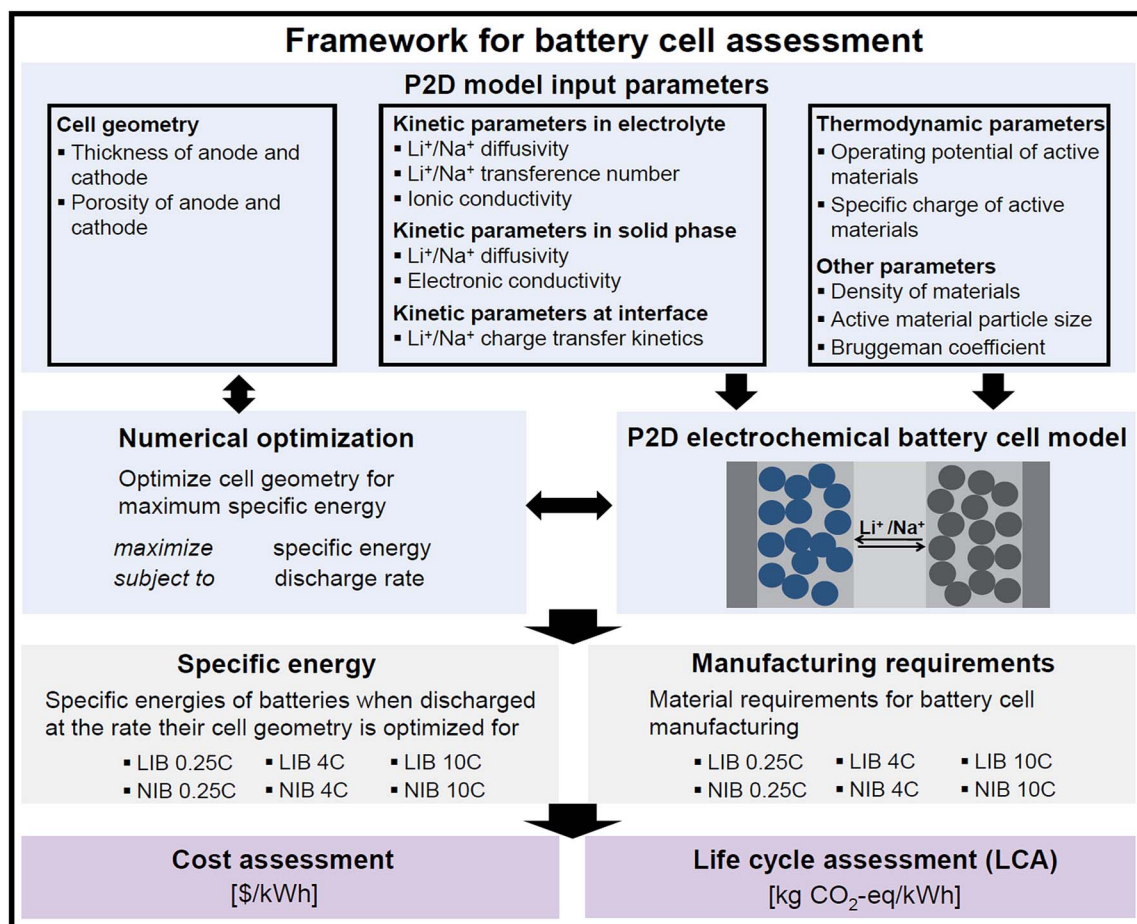 Framework for battery cell assessment
P2D model input parameters
Cell geometry
▪ Thickness of anode and
cathode
▪ Porosity of anode and
cathode
Kinetic parameters in electrolyte
▪ Li⁺/Na⁺ diffusivity
▪ Li⁺/Na⁺ transference number
▪ Ionic conductivity
Kinetic parameters in solid phase
▪ Li⁺/Na⁺ diffusivity
▪ Electronic conductivity
Kinetic parameters at interface
▪ Li⁺/Na⁺ charge transfer kinetics
Thermodynamic parameters
▪ Operating potential of active
materials
▪ Specific charge of active
materials
Other parameters
▪ Density of materials
▪ Active material particle size
▪ Bruggeman coefficient
Numerical optimization
Optimize cell geometry for
maximum specific energy
maximize specific energy
subject to discharge rate
P2D electrochemical battery cell model
Li⁺/Na⁺
Specific energy
Specific energies of batteries when discharged
at the rate their cell geometry is optimized for
▪ LIB 0.25C ▪ LIB 4C ▪ LIB 10C
▪ NIB 0.25C ▪ NIB 4C ▪ NIB 10C
Manufacturing requirements
Material requirements for battery cell
manufacturing
▪ LIB 0.25C ▪ LIB 4C ▪ LIB 10C
▪ NIB 0.25C ▪ NIB 4C ▪ NIB 10C
Cost assessment
[$/kWh]
Life cycle assessment (LCA)
[kg CO₂-eq/kWh]